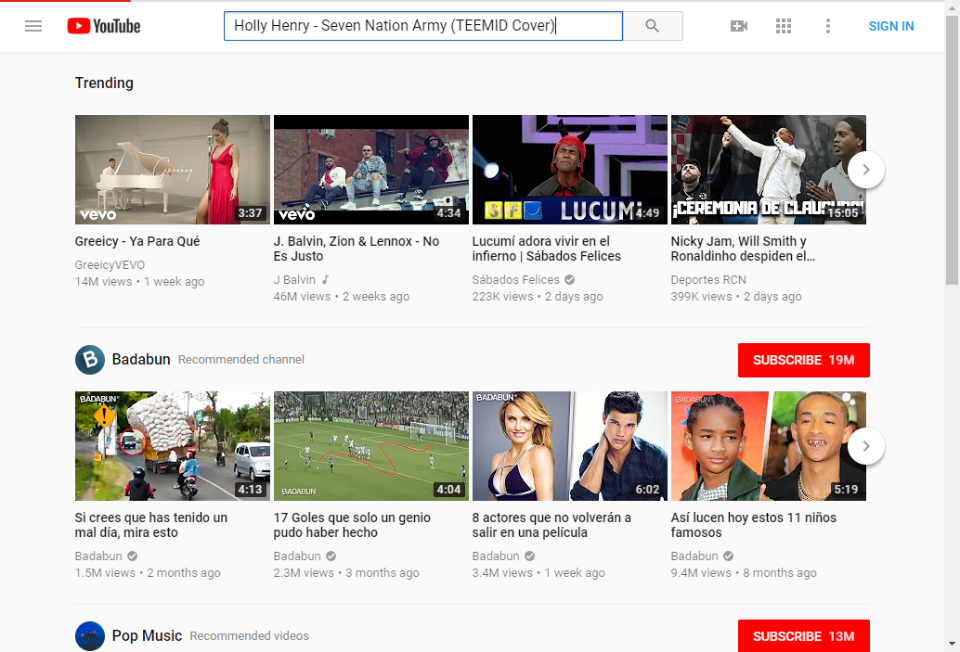 YouTube
Holly Henry - Seven Nation Army (TEEMID Cover)
SIGN IN
Trending
Greeicy
vevo
3:37
vevo
4:34
SFC
LUCUMÍ
4:49
¡CEREMONIA DE CLAUSURA!
15:05
Greeicy - Ya Para Qué
GreeicyVEVO
14M views • 1 week ago
J. Balvin, Zion & Lennox - No
Es Justo
J Balvin
46M views • 2 weeks ago
Lucumí adora vivir en el
infierno | Sábados Felices
Sábados Felices
223K views • 2 days ago
Nicky Jam, Will Smith y
Ronaldinho despiden el...
Deportes RCN
399K views • 2 days ago
B
Badabun Recommended channel
SUBSCRIBE 19M
BADABUN
4:13
BADABUN
4:04
BADABUN
6:02
BADABUN
5:19
Si crees que has tenido un
mal día, mira esto
Badabun
1.5M views • 2 months ago
17 Goles que solo un genio
pudo haber hecho
Badabun
2.3M views • 3 months ago
8 actores que no volverán a
salir en una película
Badabun
3.4M views • 1 week ago
Así lucen hoy estos 11 niños
famosos
Badabun
9.4M views • 8 months ago
Pop Music Recommended videos
SUBSCRIBE 13M